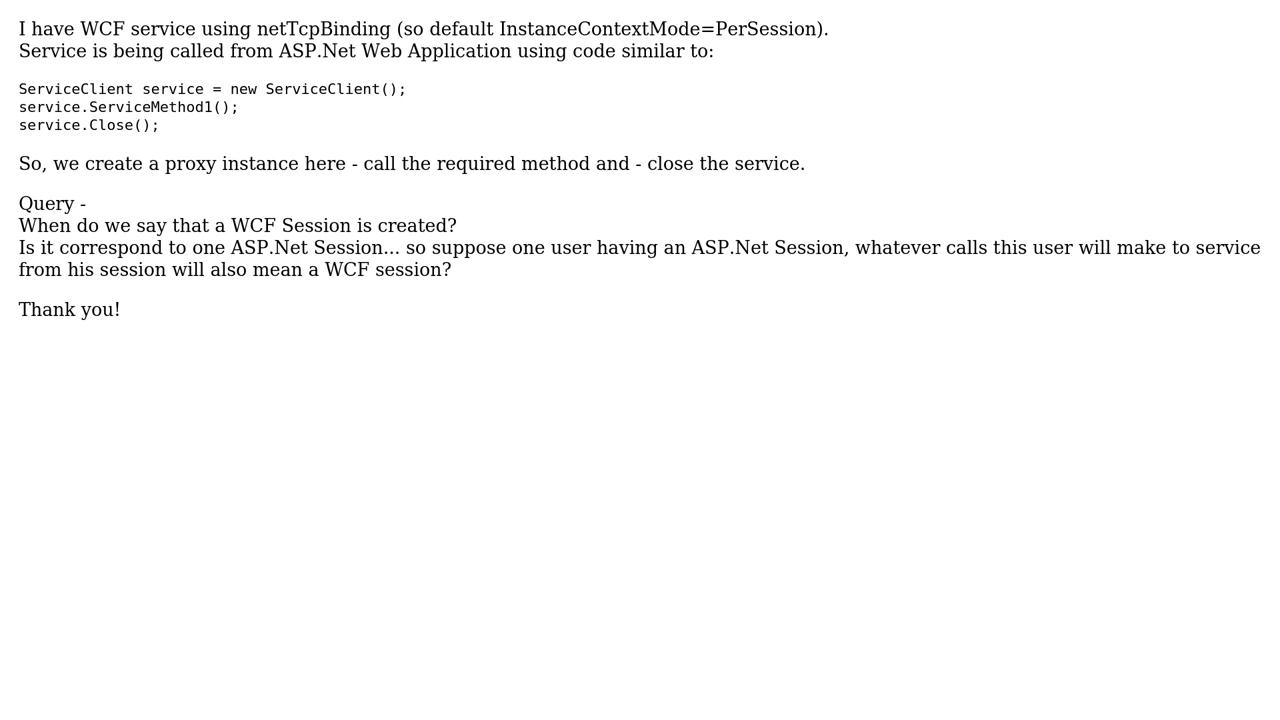 I have WCF service using netTcpBinding (so default InstanceContextMode=PerSession).
Service is being called from ASP.Net Web Application using code similar to:
ServiceClient service = new ServiceClient();
service.ServiceMethod1();
service.Close();
So, we create a proxy instance here - call the required method and - close the service.
Query -
When do we say that a WCF Session is created?
Is it correspond to one ASP.Net Session... so suppose one user having an ASP.Net Session, whatever calls this user will make to service
from his session will also mean a WCF session?
Thank you!